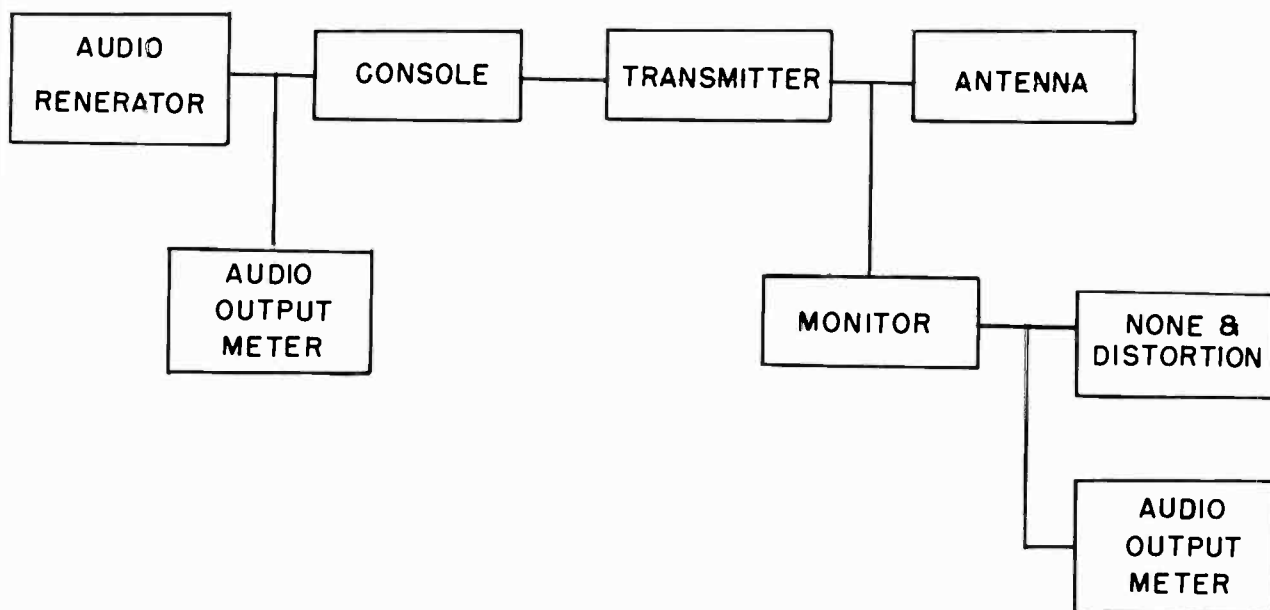 AUDIO
RENERATOR
CONSOLE
TRANSMITTER
ANTENNA
AUDIO
OUTPUT
METER
MONITOR
NONE &
DISTORTION
AUDIO
OUTPUT
METER